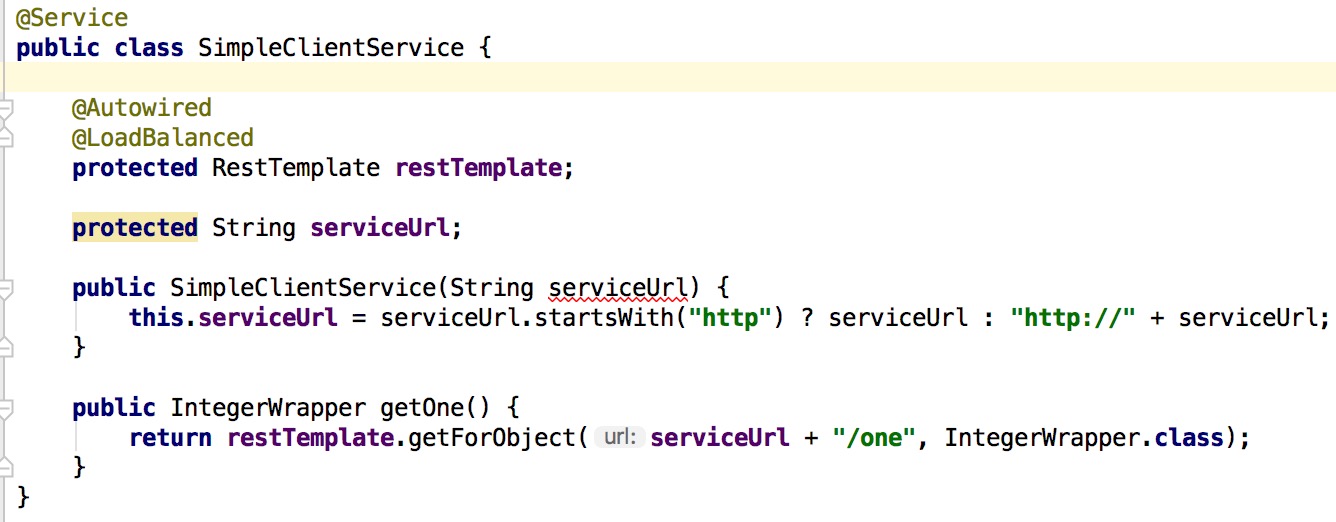 @Service
public class SimpleClientService {
@Autowired
@LoadBalanced
protected RestTemplate restTemplate;
protected String serviceUrl;
public SimpleClientService(String serviceUrl) {
this.serviceUrl = serviceUrl.startsWith("http") ? serviceUrl : "http://" + serviceUrl;
}
public IntegerWrapper getOne() {
return restTemplate.getForObject( url: serviceUrl + "/one", IntegerWrapper.class);
}
}